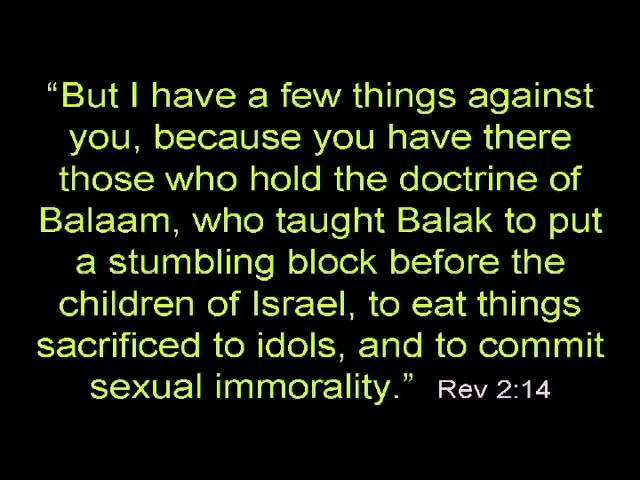 “But I have a few things against
you, because you have there
those who hold the doctrine of
Balaam, who taught Balak to put
a stumbling block before the
children of Israel, to eat things
sacrificed to idols, and to commit
sexual immorality.” Rev 2:14